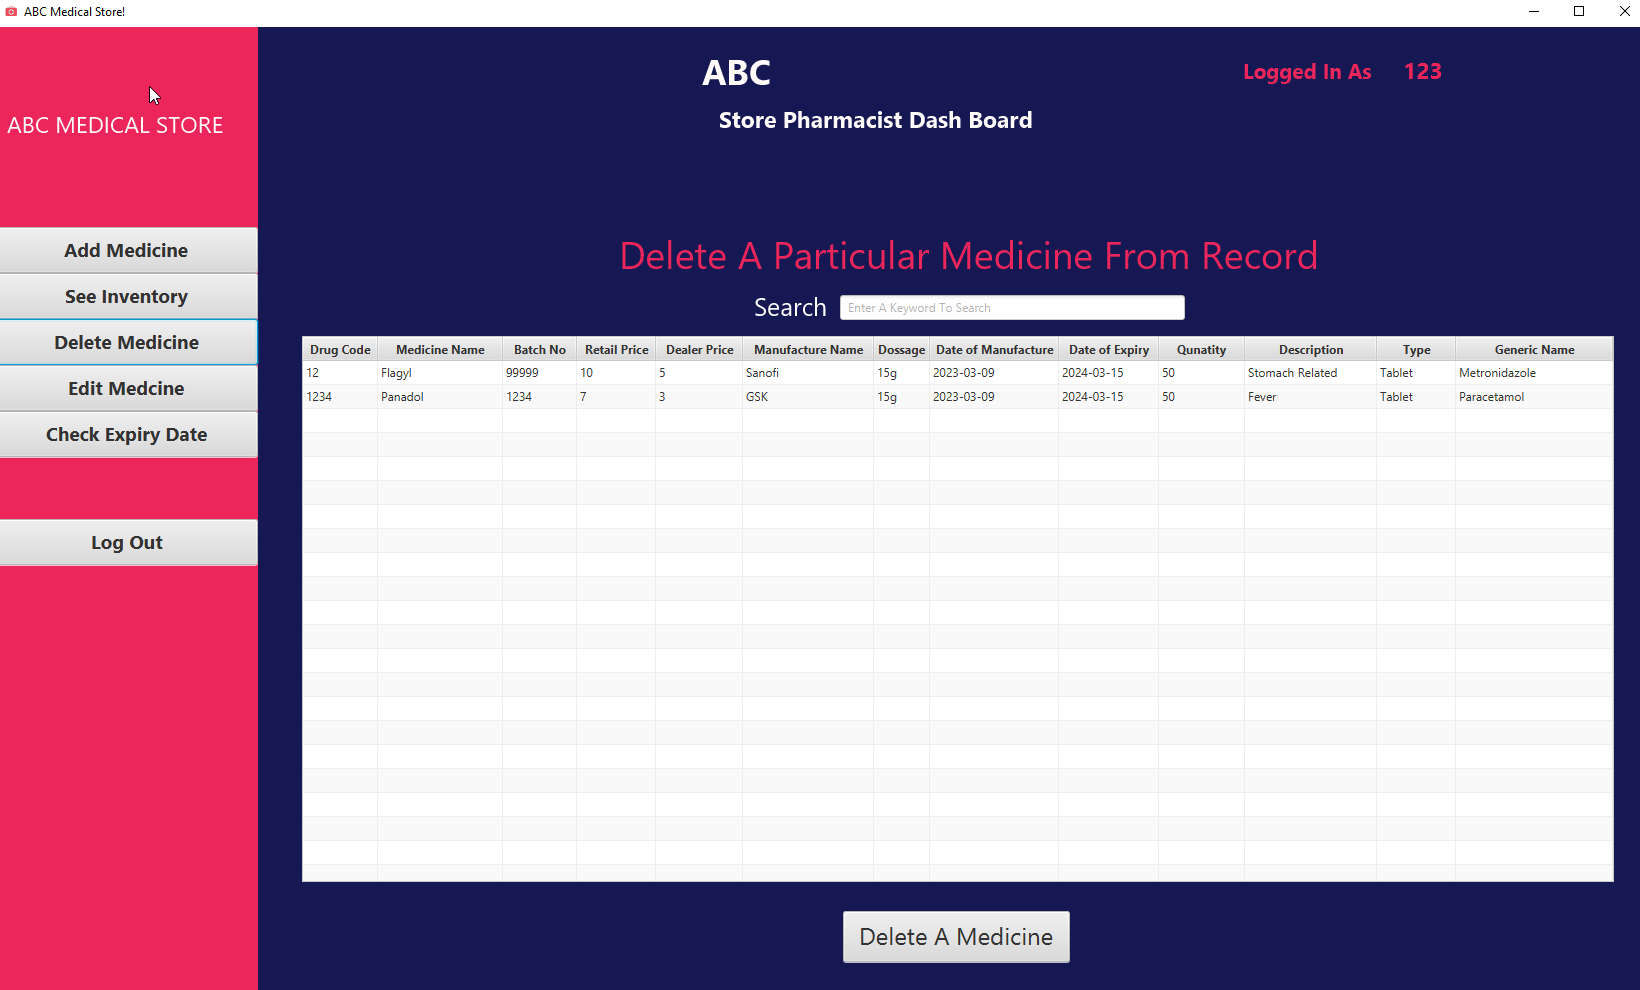 ABC Medical Store!
ABC MEDICAL STORE
Add Medicine
See Inventory
Delete Medicine
Edit Medcine
Check Expiry Date
Log Out
ABC
Logged In As 123
Store Pharmacist Dash Board
Delete A Particular Medicine From Record
Search Enter A Keyword To Search
Drug Code Medicine Name Batch No Retail Price Dealer Price Manufacture Name Dossage Date of Manufacture Date of Expiry Qunatity Description Type Generic Name
12 Flagyl 99999 10 5 Sanofi 15g 2023-03-09 2024-03-15 50 Stomach Related Tablet Metronidazole
1234 Panadol 1234 7 3 GSK 15g 2023-03-09 2024-03-15 50 Fever Tablet Paracetamol
Delete A Medicine